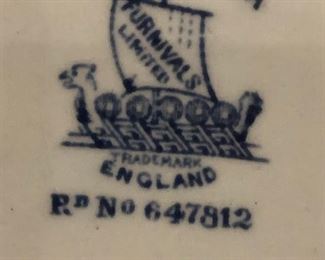 FURNIVALS
LIMITED
TRADEMARK
ENGLAND
RD NO 647812